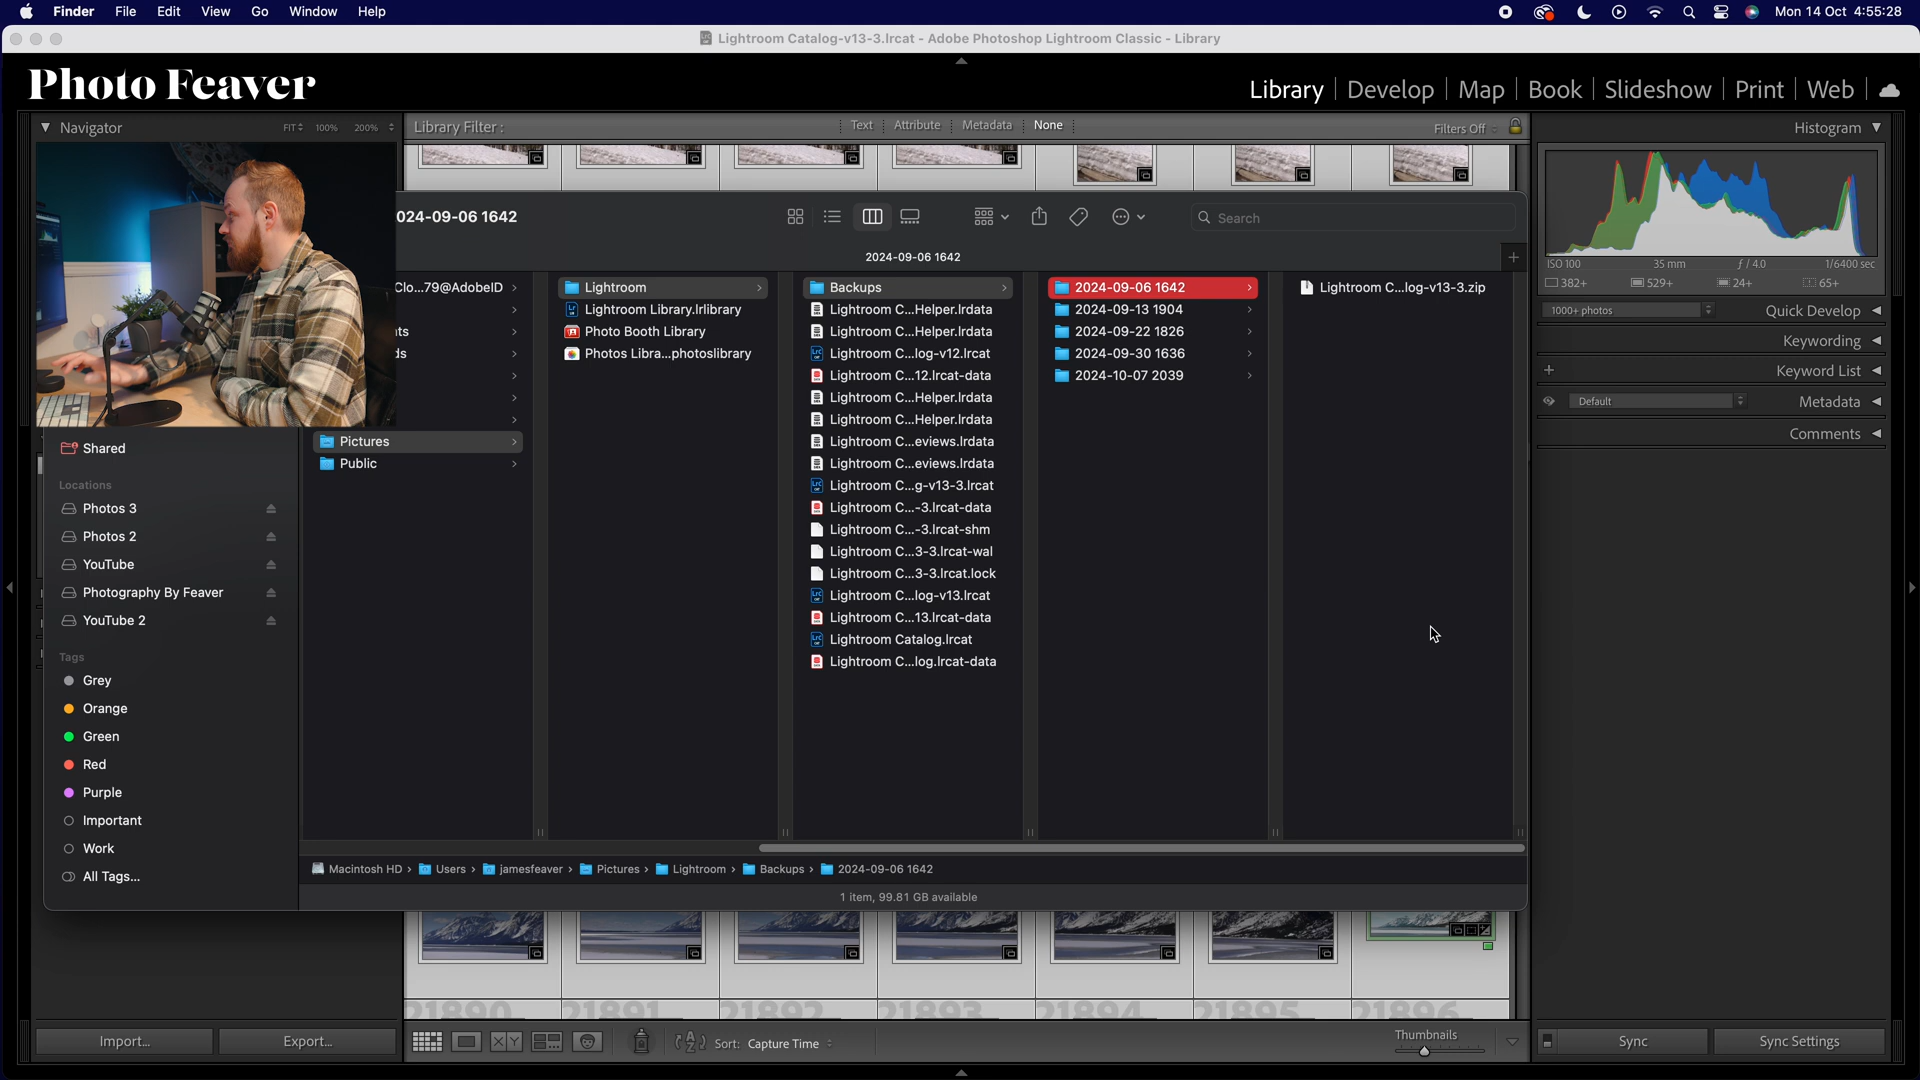 Finder File Edit View Go Window Help
Mon 14 Oct 4:55:28
Lightroom Catalog-v13-3.lrcat - Adobe Photoshop Lightroom Classic - Library
Photo Feaver
Library Develop Map Book Slideshow Print Web
Navigator FIT 100% 200%
Library Filter :
Text Attribute Metadata None
Filters Off
Histogram
ISO 100 35 mm ƒ / 4.0 1/6400 sec
382+ 529+ 24+ 65+
1000+ photos Quick Develop
Keywording
+ Keyword List
Default Metadata
Comments
024-09-06 1642
Search
2024-09-06 1642
Clo...79@AdobeID
ts
ds
Pictures
Public
Lightroom
Lightroom Library.lrlibrary
Photo Booth Library
Photos Libra...photoslibrary
Backups
Lightroom C...Helper.lrdata
Lightroom C...Helper.lrdata
Lightroom C...log-v12.lrcat
Lightroom C...12.lrcat-data
Lightroom C...Helper.lrdata
Lightroom C...Helper.lrdata
Lightroom C...eviews.lrdata
Lightroom C...eviews.lrdata
Lightroom C...g-v13-3.lrcat
Lightroom C...-3.lrcat-data
Lightroom C...-3.lrcat-shm
Lightroom C...3-3.lrcat-wal
Lightroom C...3-3.lrcat.lock
Lightroom C...log-v13.lrcat
Lightroom C...13.lrcat-data
Lightroom Catalog.lrcat
Lightroom C...log.lrcat-data
2024-09-06 1642
2024-09-13 1904
2024-09-22 1826
2024-09-30 1636
2024-10-07 2039
Lightroom C...log-v13-3.zip
Shared
Locations
Photos 3
Photos 2
YouTube
Photography By Feaver
YouTube 2
Tags
Grey
Orange
Green
Red
Purple
Important
Work
All Tags...
Macintosh HD › Users › jamesfeaver › Pictures › Lightroom › Backups › 2024-09-06 1642
1 item, 99.81 GB available
21890 21891 21892 21893 21894 21895 21896
Import... Export...
Sort: Capture Time
Thumbnails
Sync Sync Settings